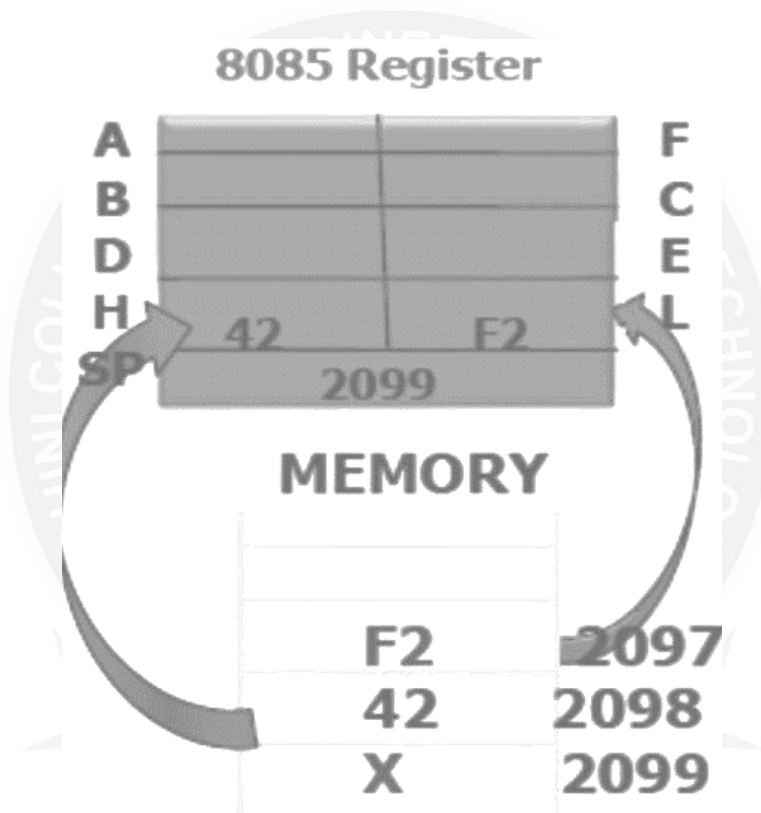 8085 Register
A F
B C
D E
H 42 F2 L
SP 2099
MEMORY
F2 2097
42 2098
X 2099